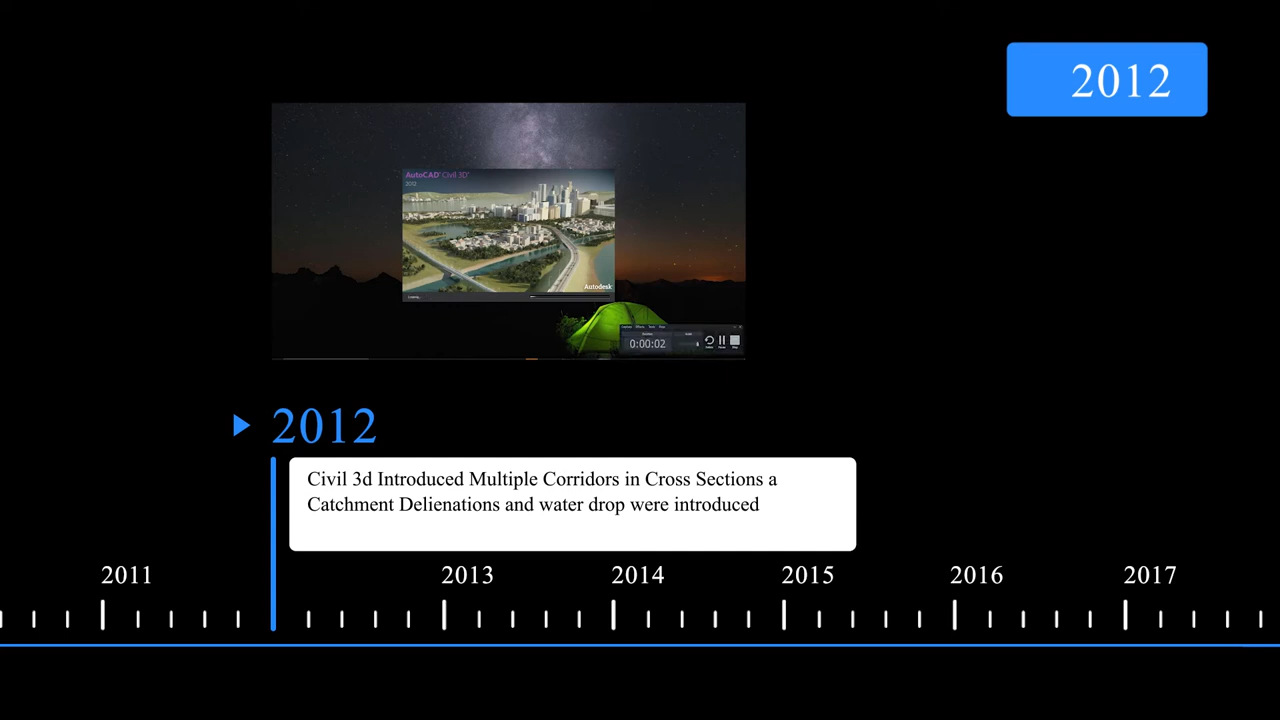 2012
AutoCAD® Civil 3D®
2012
Autodesk
0:00:02
2012
Civil 3d Introduced Multiple Corridors in Cross Sections a
Catchment Delienations and water drop were introduced
2011 2013 2014 2015 2016 2017